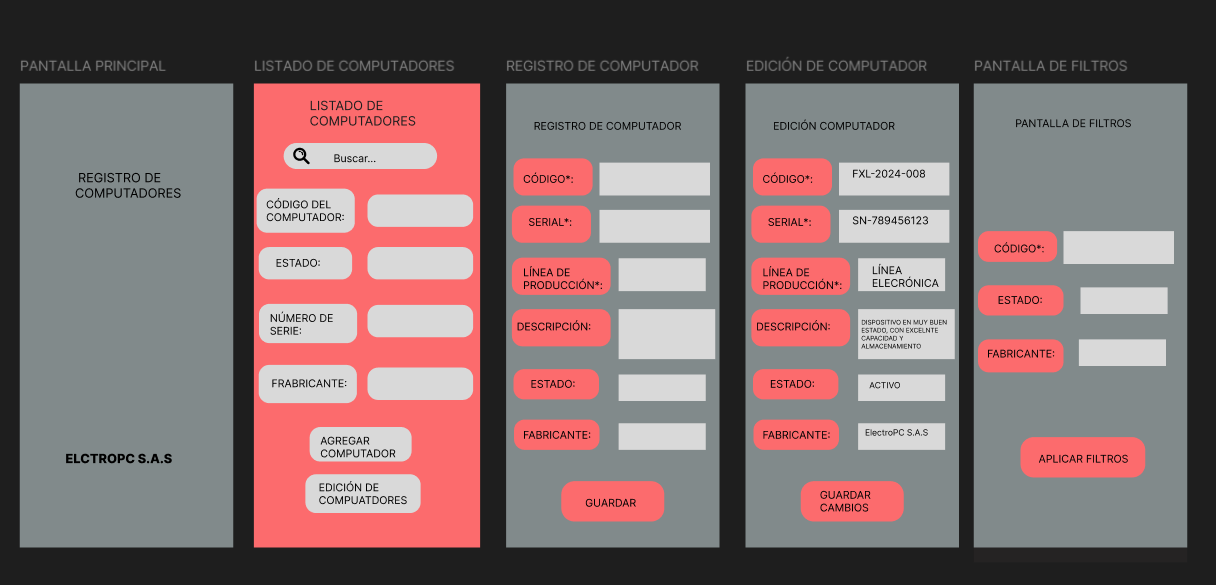 PANTALLA PRINCIPAL
REGISTRO DE
COMPUTADORES
ELCTROPC S.A.S
LISTADO DE COMPUTADORES
LISTADO DE
COMPUTADORES
Buscar...
CÓDIGO DEL
COMPUTADOR:
ESTADO:
NÚMERO DE
SERIE:
FRABRICANTE:
AGREGAR
COMPUTADOR
EDICIÓN DE
COMPUATDORES
REGISTRO DE COMPUTADOR
REGISTRO DE COMPUTADOR
CÓDIGO*:
SERIAL*:
LÍNEA DE
PRODUCCIÓN*:
DESCRIPCIÓN:
ESTADO:
FABRICANTE:
GUARDAR
EDICIÓN DE COMPUTADOR
EDICIÓN COMPUTADOR
CÓDIGO*:
FXL-2024-008
SERIAL*:
SN-789456123
LÍNEA DE
PRODUCCIÓN*:
LÍNEA
ELECRÓNICA
DESCRIPCIÓN:
DISPOSITIVO EN MUY BUEN
ESTADO, CON EXCELNTE
CAPACIDAD Y
ALMACENAMIENTO
ESTADO:
ACTIVO
FABRICANTE:
ElectroPC S.A.S
GUARDAR
CAMBIOS
PANTALLA DE FILTROS
PANTALLA DE FILTROS
CÓDIGO*:
ESTADO:
FABRICANTE:
APLICAR FILTROS